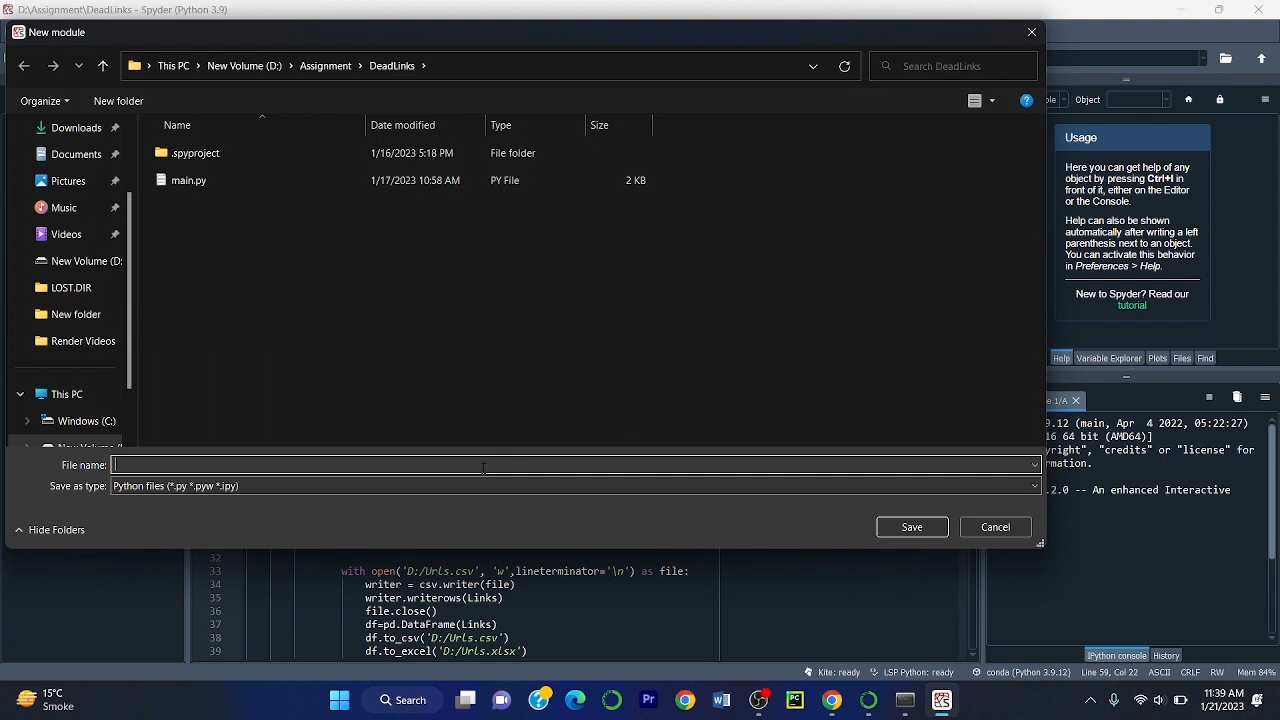 D:\Assignment\DeadLinks - Spyder (Python 3.9)
New module
This PC > New Volume (D:) > Assignment > DeadLinks >
Search DeadLinks
Organize
New folder
Object
Name
Date modified
Type
Size
Downloads
Documents
Pictures
Music
Videos
New Volume (D:
LOST.DIR
New folder
Render Videos
This PC
Windows (C:)
.spyproject
1/16/2023 5:18 PM
File folder
main.py
1/17/2023 10:58 AM
PY File
2 KB
Usage
Here you can get help of any
object by pressing Ctrl+I in
front of it, either on the Editor
or the Console.
Help can also be shown
automatically after writing a left
parenthesis next to an object.
You can activate this behavior
in Preferences > Help.
New to Spyder? Read our
tutorial
Help
Variable Explorer
Plots
Files
Find
File name:
Save as type:
Python files (*.py *.pyw *.ipy)
Hide Folders
Save
Cancel
e 1/A
9.12 (main, Apr 4 2022, 05:22:27)
16 64 bit (AMD64)]
yright", "credits" or "license" for
rmation.
.2.0 -- An enhanced Interactive
32
33 with open('D:/Urls.csv', 'w',lineterminator='\n') as file:
34 writer = csv.writer(file)
35 writer.writerows(Links)
36 file.close()
37 df=pd.DataFrame(Links)
38 df.to_csv('D:/Urls.csv')
39 df.to_excel('D:/Urls.xlsx')
IPython console
History
Kite: ready
LSP Python: ready
conda (Python 3.9.12)
Line 59, Col 22
ASCII
CRLF
RW
Mem 84%
15°C
Smoke
Search
11:39 AM
1/21/2023